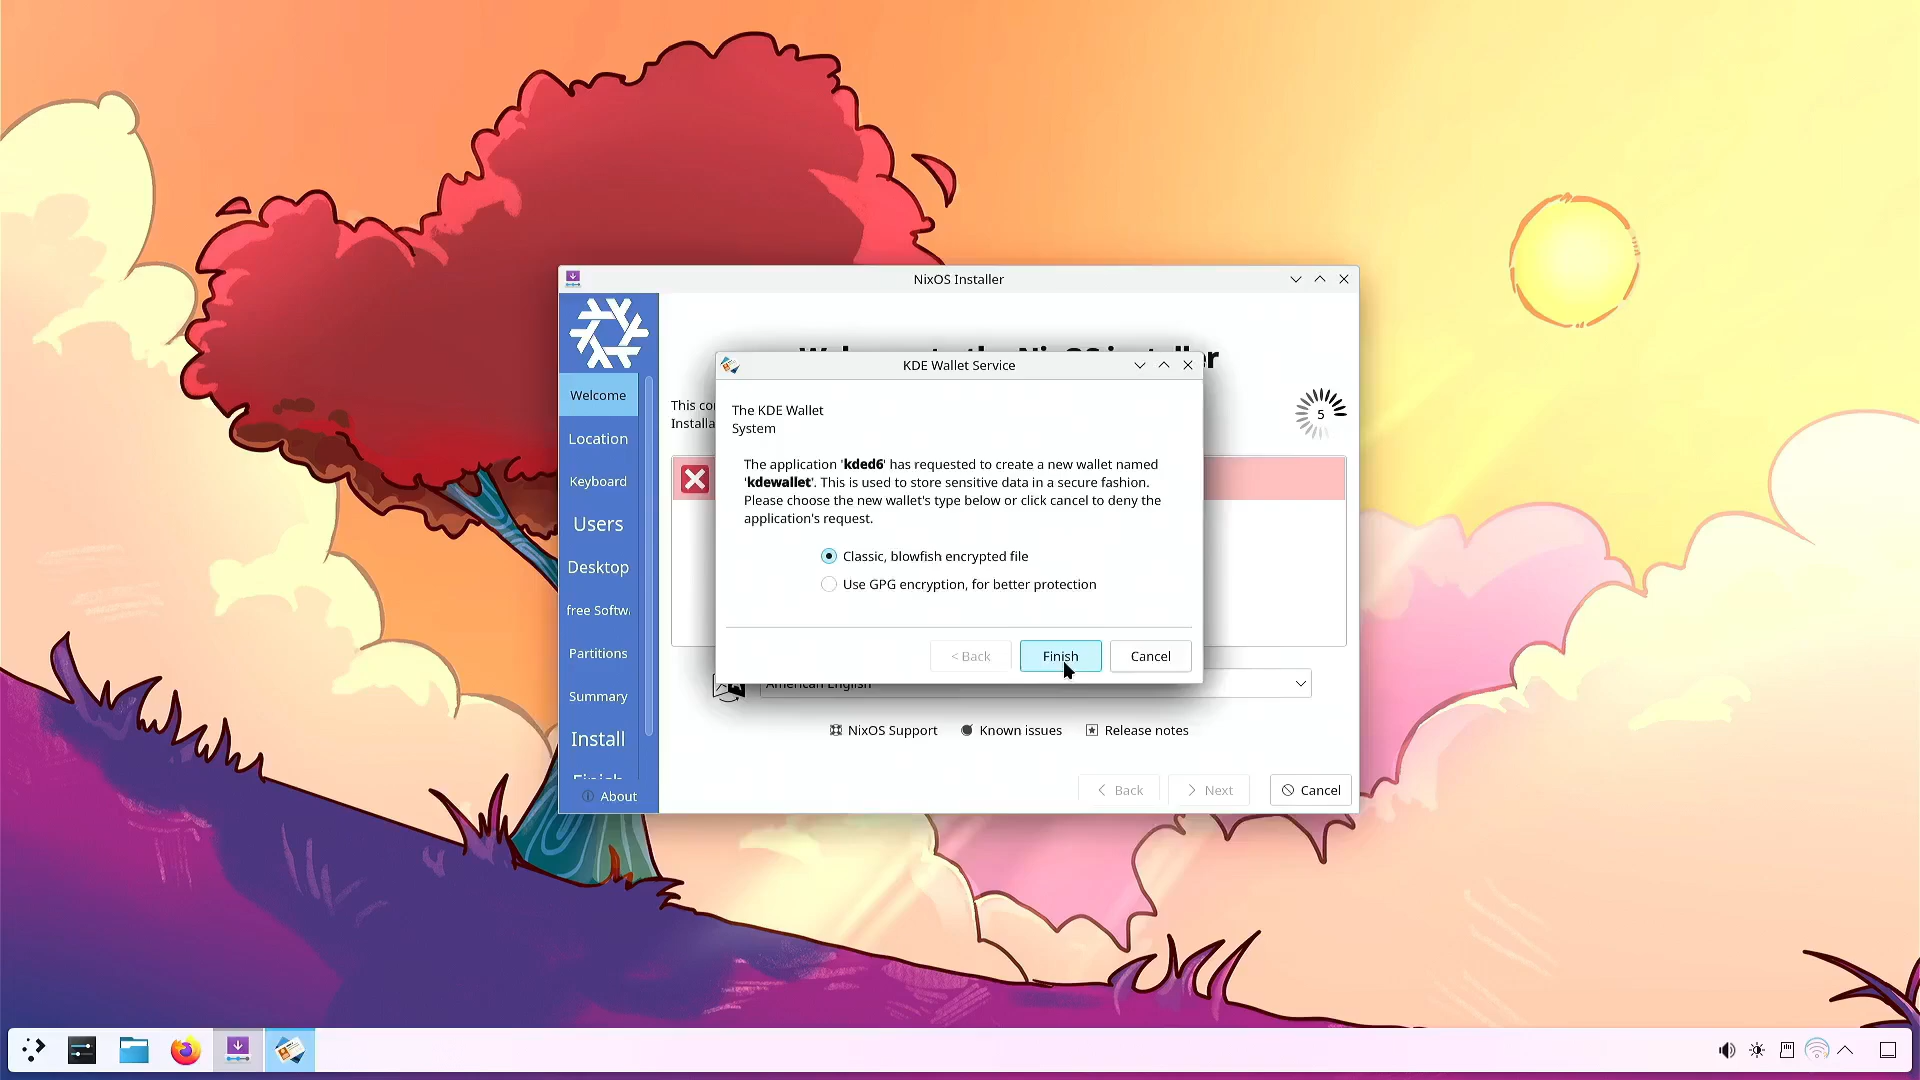 NixOS Installer
Welcome
Location
Keyboard
Users
Desktop
free Softw
Partitions
Summary
Install
Finish
About
This co
Installa
5
KDE Wallet Service
The KDE Wallet
System
The application 'kded6' has requested to create a new wallet named
'kdewallet'. This is used to store sensitive data in a secure fashion.
Please choose the new wallet's type below or click cancel to deny the
application's request.
Classic, blowfish encrypted file
Use GPG encryption, for better protection
< Back
Finish
Cancel
American English
NixOS Support
Known issues
Release notes
Back
Next
Cancel